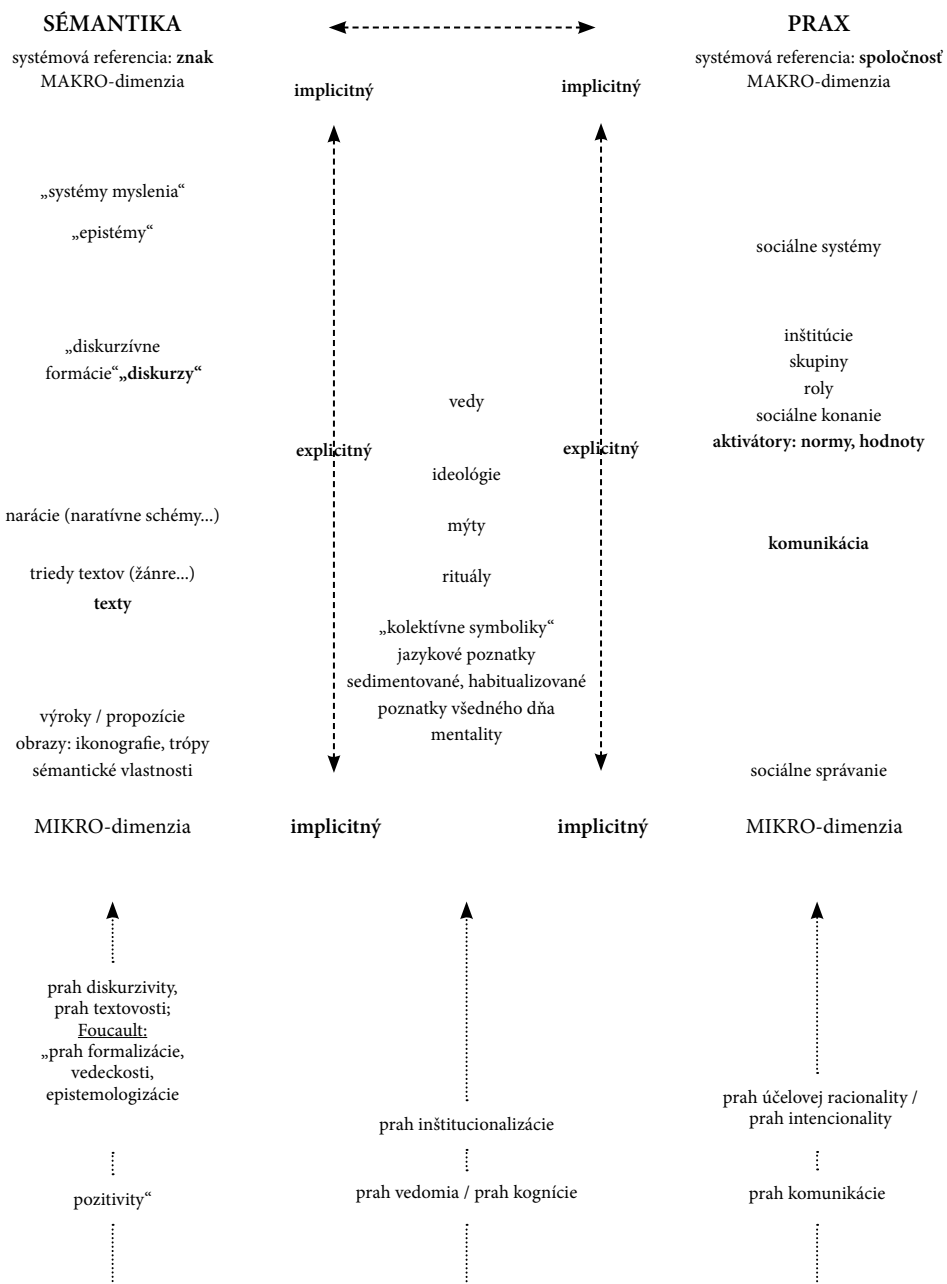 SÉMANTIKA
systémová referencia: znak
MAKRO-dimenzia
PRAX
systémová referencia: spoločnosť
MAKRO-dimenzia
implicitný
implicitný
„systémy myslenia“
„epistémy“
sociálne systémy
„diskurzívne
formácie“„diskurzy“
inštitúcie
skupiny
roly
sociálne konanie
aktivátory: normy, hodnoty
vedy
explicitný
explicitný
ideológie
narácie (naratívne schémy...)
mýty
komunikácia
triedy textov (žánre...)
texty
rituály
„kolektívne symboliky“
jazykové poznatky
sedimentované, habitualizované
poznatky všedného dňa
mentality
výroky / propozície
obrazy: ikonografie, trópy
sémantické vlastnosti
sociálne správanie
MIKRO-dimenzia
implicitný
implicitný
MIKRO-dimenzia
prah diskurzivity,
prah textovosti;
Foucault:
„prah formalizácie,
vedeckosti,
epistemologizácie
prah inštitucionalizácie
prah účelovej racionality /
prah intencionality
pozitivity“
prah vedomia / prah kognície
prah komunikácie